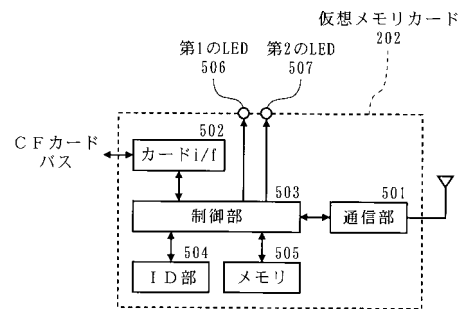 仮想メモリカード
202
第1のLED
506
第2のLED
507
CFカード
バス
502
カードi/f
503
制御部
501
通信部
504
ID部
505
メモリ